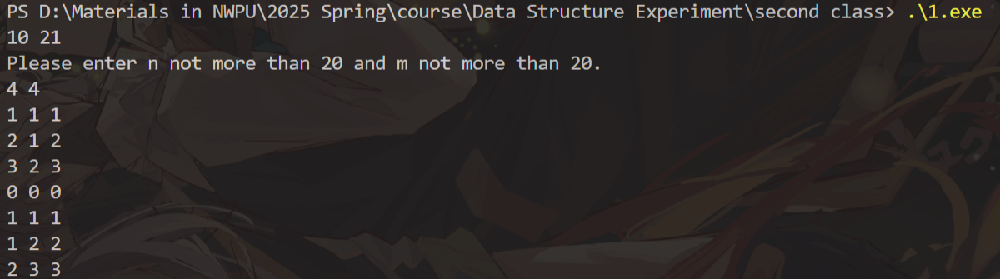 PS D:\Materials in NWPU\2025 Spring\course\Data Structure Experiment\second class> .\1.exe
10 21
Please enter n not more than 20 and m not more than 20.
4 4
1 1 1
2 1 2
3 2 3
0 0 0
1 1 1
1 2 2
2 3 3